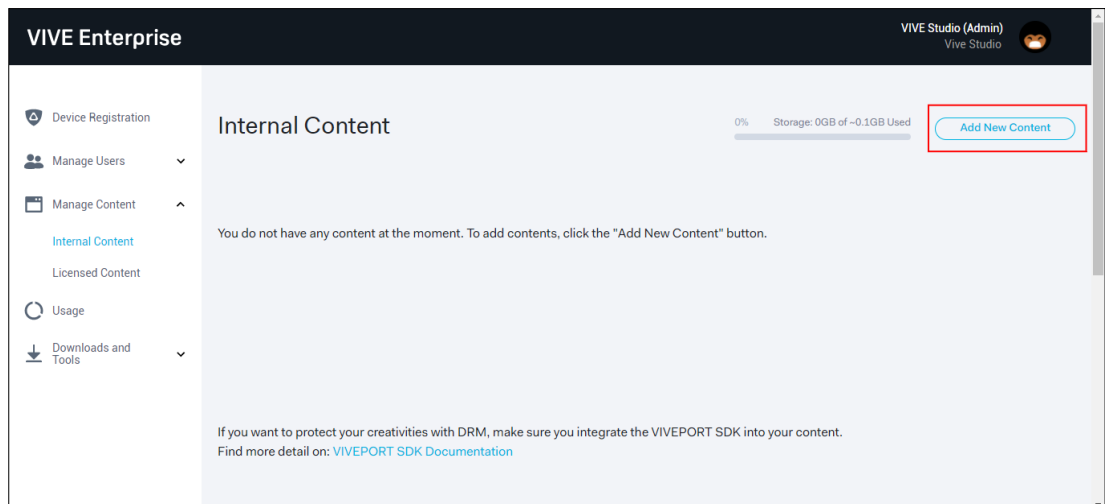 VIVE Enterprise
VIVE Studio (Admin)
Vive Studio
Device Registration
Manage Users
Manage Content
Internal Content
Licensed Content
Usage
Downloads and
Tools
Internal Content
0% Storage: 0GB of ~0.1GB Used
Add New Content
You do not have any content at the moment. To add contents, click the "Add New Content" button.
If you want to protect your creativities with DRM, make sure you integrate the VIVEPORT SDK into your content.
Find more detail on: VIVEPORT SDK Documentation